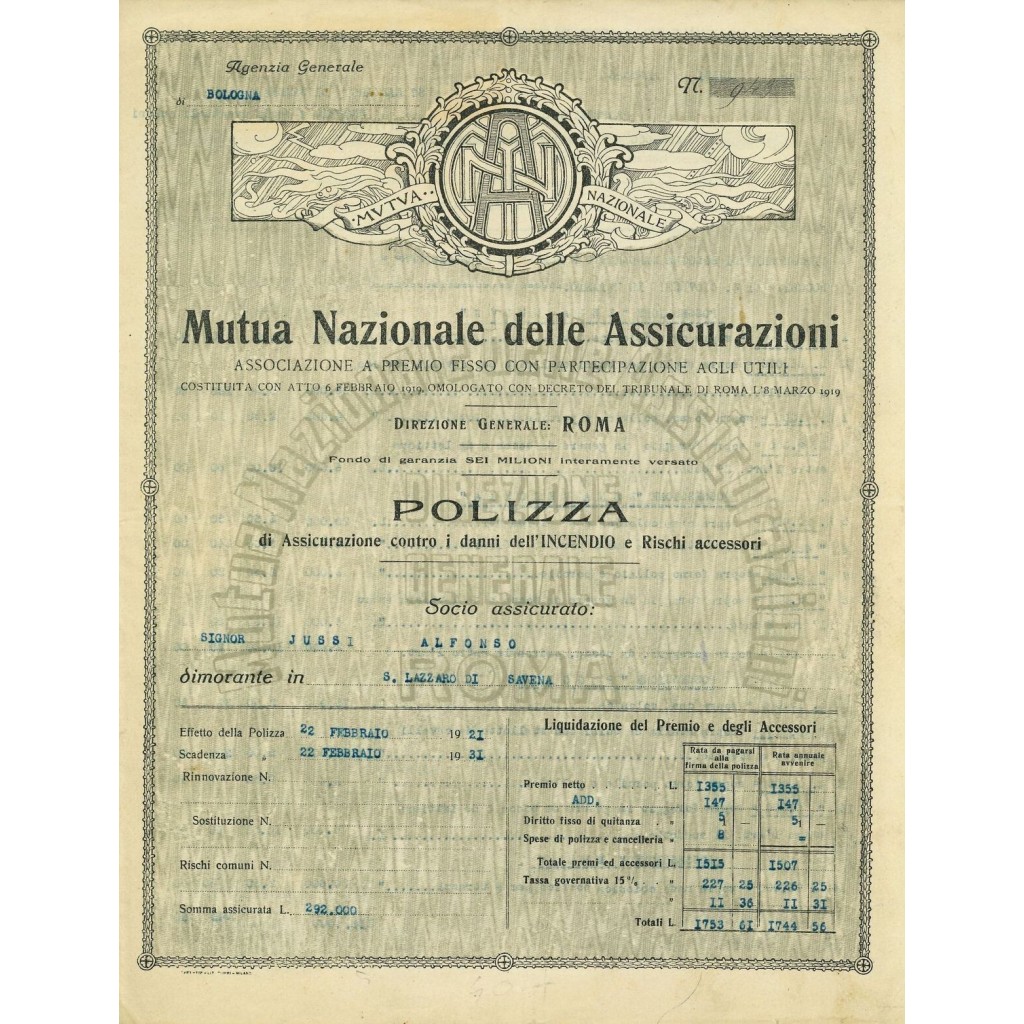 Agenzia Generale
di BOLOGNA
N.
MVTVA NAZIONALE
Mutua Nazionale delle Assicurazioni
ASSOCIAZIONE A PREMIO FISSO CON PARTECIPAZIONE AGLI UTILI
COSTITUITA CON ATTO 6 FEBBRAIO 1919, OMOLOGATO CON DECRETO DEL TRIBUNALE DI ROMA L'8 MARZO 1919
DIREZIONE GENERALE: ROMA
Fondo di garanzia SEI MILIONI interamente versato
DIREZIONE
POLIZZA
di Assicurazione contro i danni dell'INCENDIO e Rischi accessori
GENERALE
Socio assicurato:
SIGNOR JUSSI ALFONSO
ROMA
dimorante in S. LAZZARO DI SAVENA
Effetto della Polizza 22 FEBBRAIO 1921
Scadenza " 22 FEBBRAIO 1931
Rinnovazione N.
Sostituzione N.
Rischi comuni N.
Somma assicurata L. 292.000
Liquidazione del Premio e degli Accessori
Rata da pagarsi alla firma della polizza Rata annuale avvenire
Premio netto L. 1355 1355
ADD. 147 147
Diritto fisso di quitanza " 5 — 5 —
Spese di polizza e cancelleria " 8 =
Totale premi ed accessori L. 1515 1507
Tassa governativa 15% " 227 25 226 25
" 11 36 11 31
Totali L. 1753 61 1744 56